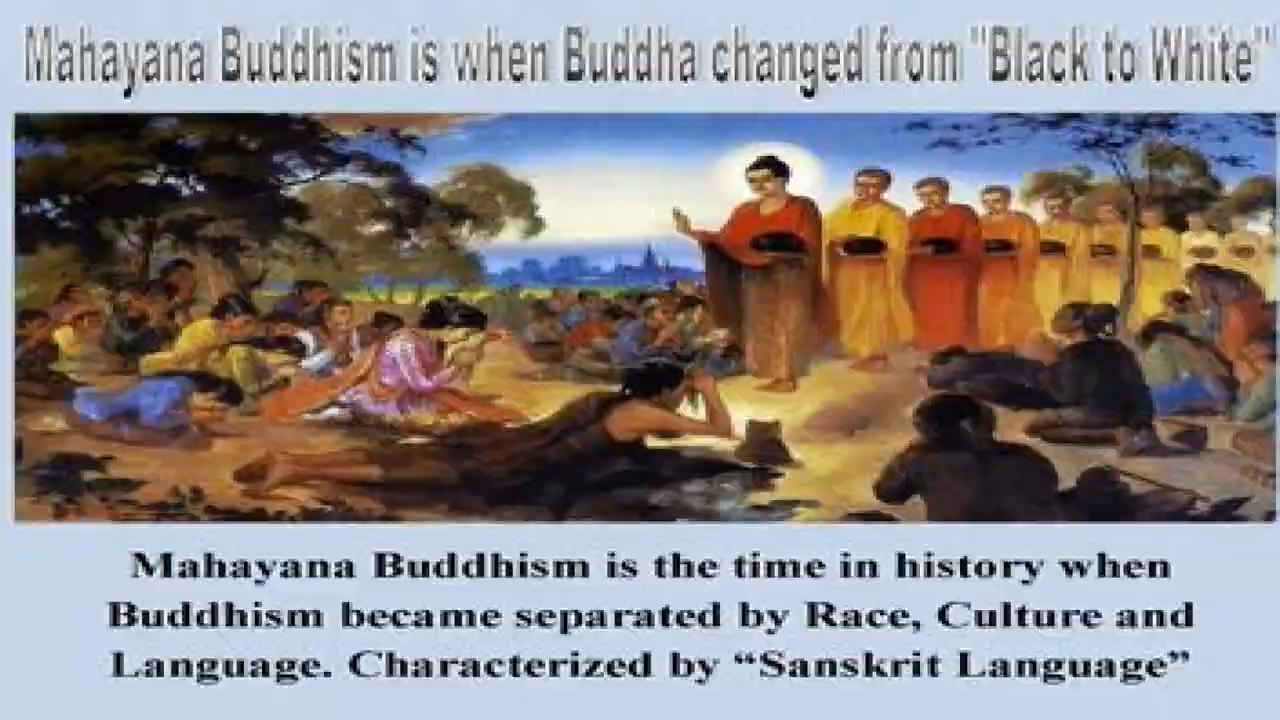 Mahayana Buddhism is when Buddha changed from "Black to White"
Mahayana Buddhism is the time in history when
Buddhism became separated by Race, Culture and
Language. Characterized by “Sanskrit Language”